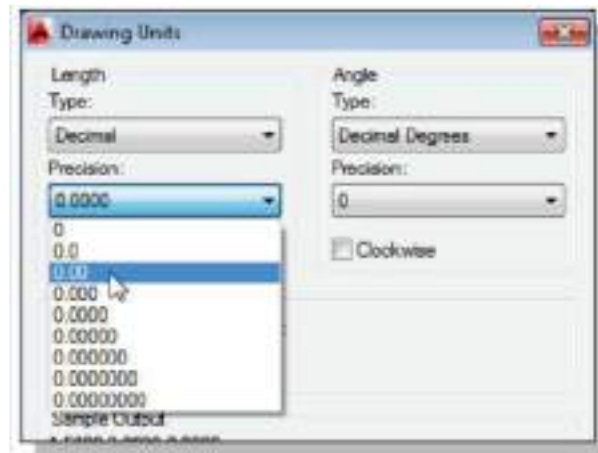 Drawing Units
Length
Type:
Decimal
Precision:
0.0000
0
0.0
0.00
0.000
0.0000
0.00000
0.000000
0.0000000
0.00000000
Angle
Type:
Decimal Degrees
Precision:
0
Clockwise
Sample Output